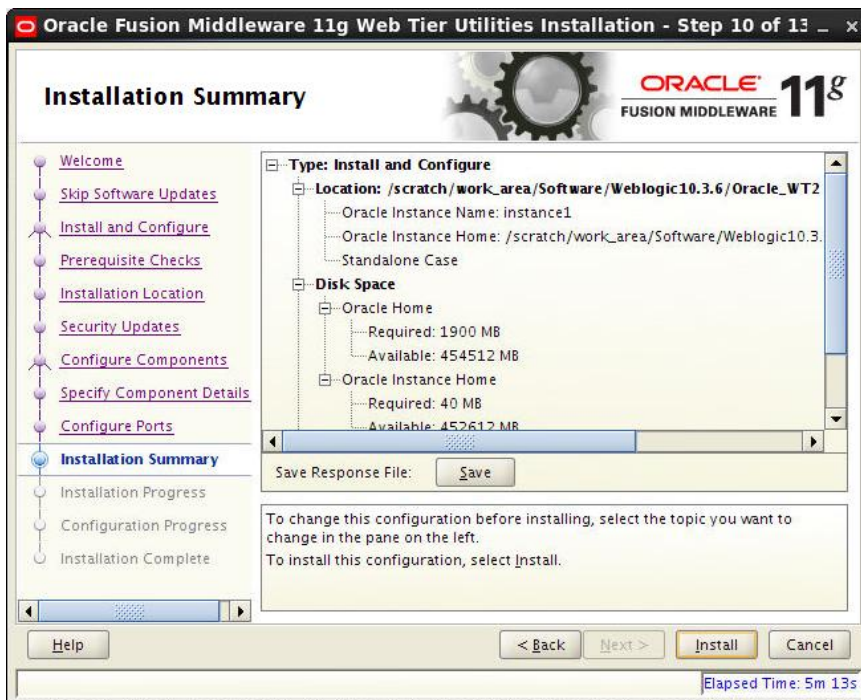 Oracle Fusion Middleware 11g Web Tier Utilities Installation - Step 10 of 13
Installation Summary
ORACLE
FUSION MIDDLEWARE
11g
Welcome
Skip Software Updates
Install and Configure
Prerequisite Checks
Installation Location
Security Updates
Configure Components
Specify Component Details
Configure Ports
Installation Summary
Installation Progress
Configuration Progress
Installation Complete
Type: Install and Configure
Location: /scratch/work_area/Software/Weblogic10.3.6/Oracle_WT2
Oracle Instance Name: instance1
Oracle Instance Home: /scratch/work_area/Software/Weblogic10.3.
Standalone Case
Disk Space
Oracle Home
Required: 1900 MB
Available: 454512 MB
Oracle Instance Home
Required: 40 MB
Available: 452612 MB
Save Response File: Save
To change this configuration before installing, select the topic you want to
change in the pane on the left.
To install this configuration, select Install.
Help < Back Next > Install Cancel
Elapsed Time: 5m 13s